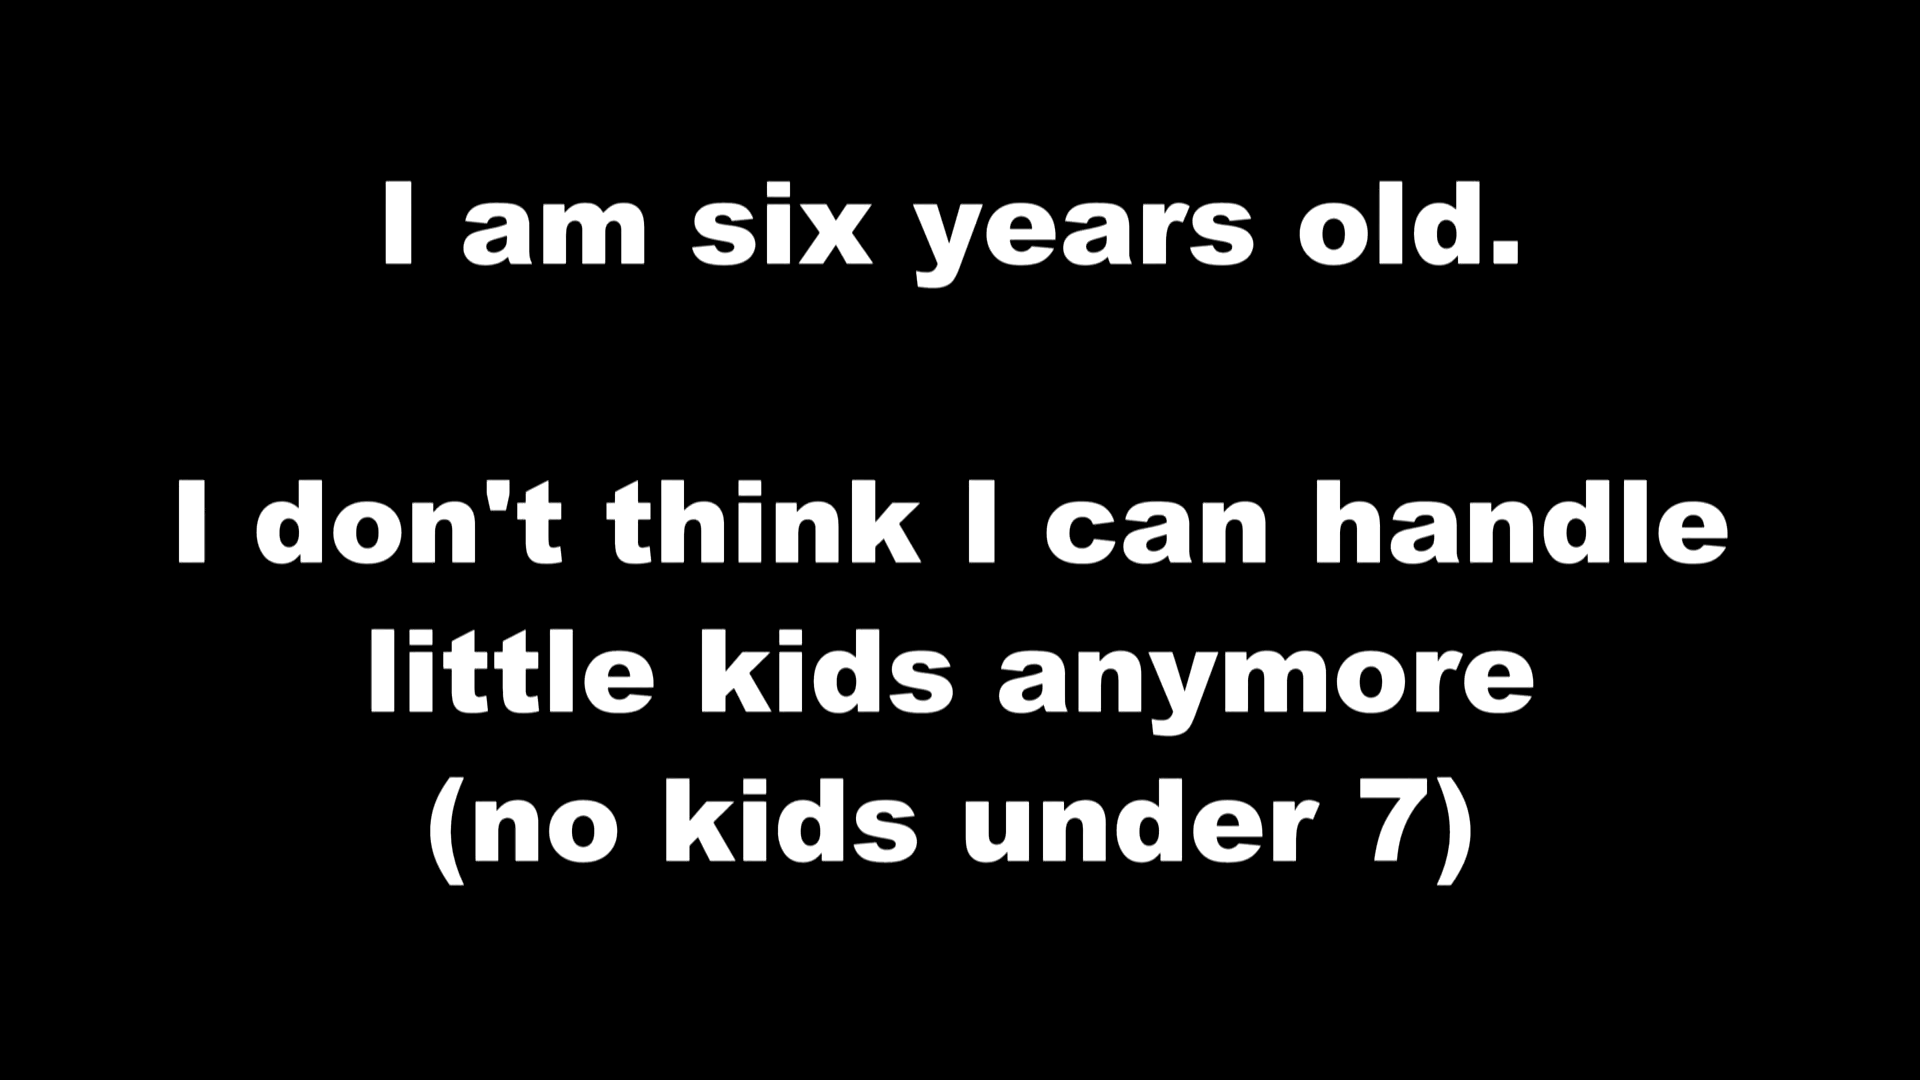 I am six years old.
I don't think I can handle
little kids anymore
(no kids under 7)